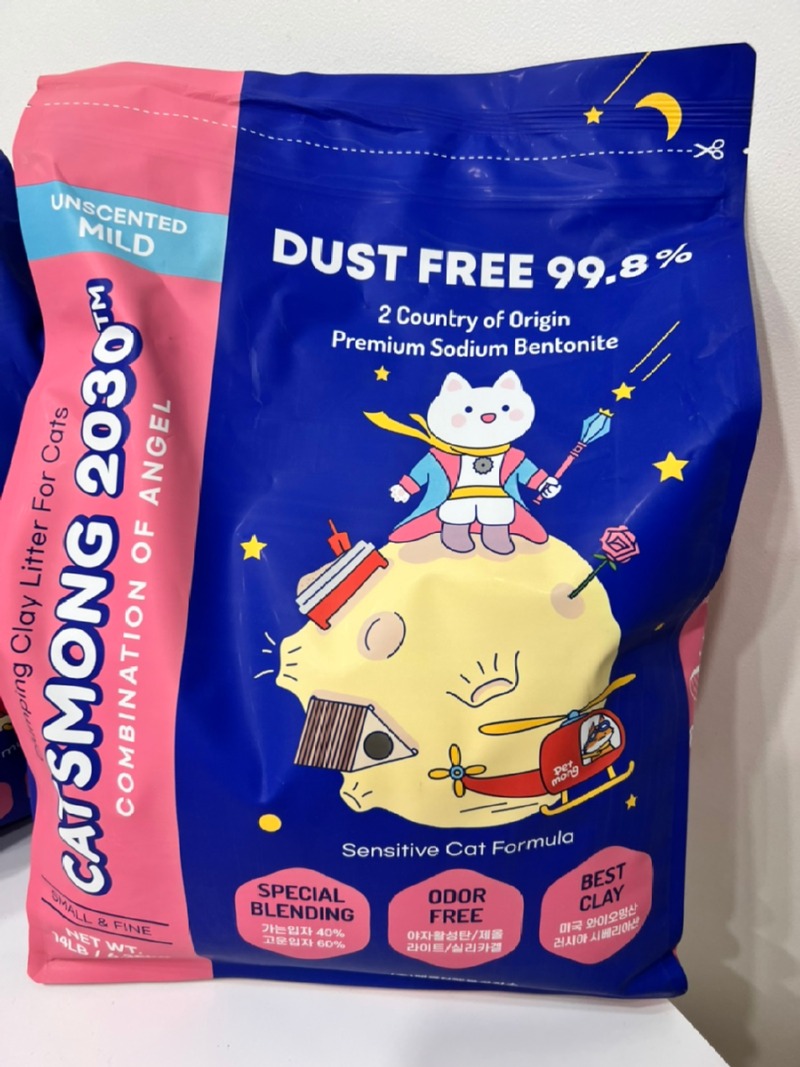 UNSCENTED
MILD
Clay Litter For Cats
CATSMONG 2030™
COMBINATION OF ANGEL
SMALL & FINE
NET WT.
14LB /
DUST FREE 99.8%
2 Country of Origin
Premium Sodium Bentonite
pet
mong
Sensitive Cat Formula
SPECIAL
BLENDING
가는입자 40%
고운입자 60%
ODOR
FREE
야자활성탄/제올
라이트/실리카겔
BEST
CLAY
미국 와이오밍산
러시아 시베리아산